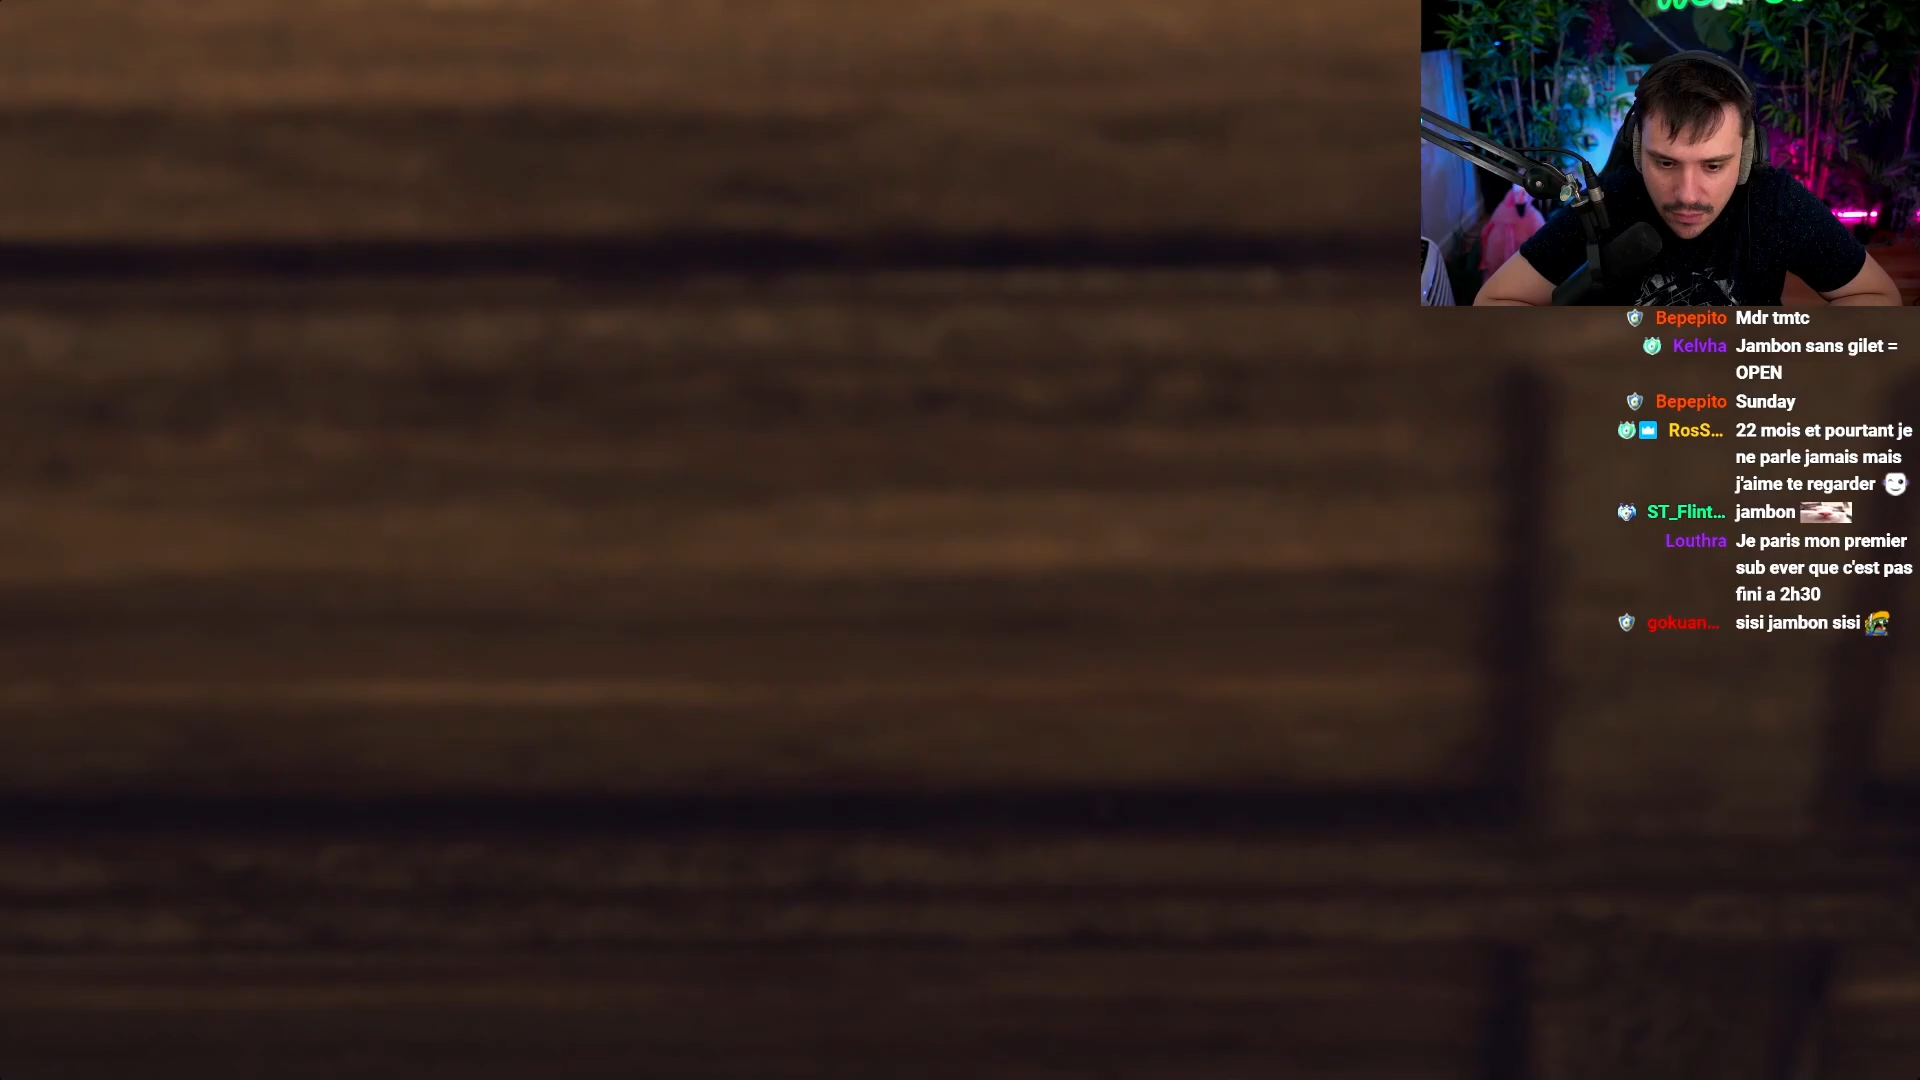 Bepepito Mdr tmtc
Kelvha Jambon sans gilet =
OPEN
Bepepito Sunday
RosS... 22 mois et pourtant je
ne parle jamais mais
j'aime te regarder
ST_Flint... jambon
Louthra Je paris mon premier
sub ever que c'est pas
fini a 2h30
gokuan... sisi jambon sisi